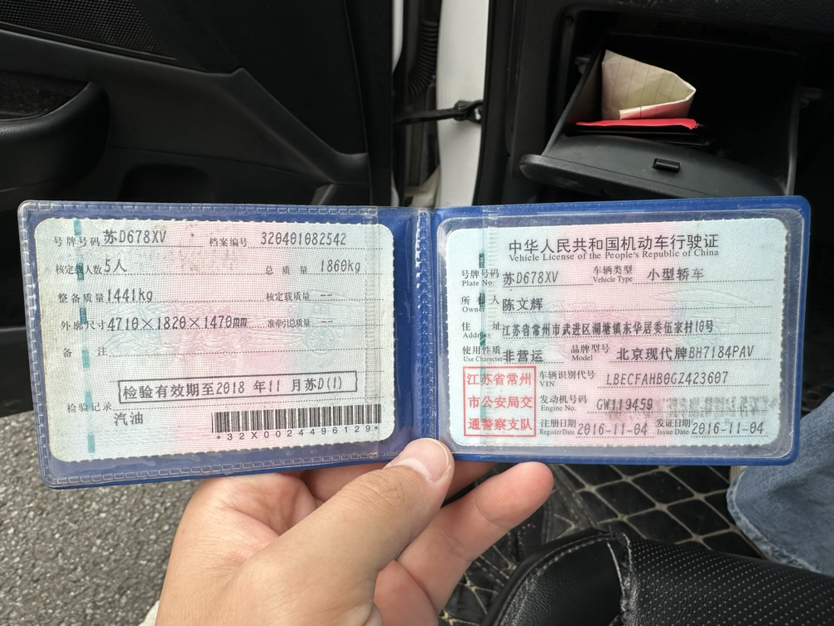 号牌号码 苏D678XV 档案编号 320401082542
核定载人数 5人 总质量 1860kg
整备质量 1441kg 核定载质量 --
外廓尺寸 4710×1820×1470mm 准牵引总质量 --
备注
检验有效期至2018 年11 月苏D(1)
检验记录
汽油
*32X0024496129*
中华人民共和国机动车行驶证
Vehicle License of the People's Republic of China
号牌号码 Plate No. 苏D678XV 车辆类型 Vehicle Type 小型轿车
所有人 Owner 陈文辉
住址 Address 江苏省常州市武进区湖塘镇东华居委伍家村10号
使用性质 Use Character 非营运 品牌型号 Model 北京现代牌BH7184PAV
江苏省常州市公安局交通警察支队
车辆识别代号 VIN LBECFAHB0GZ423607
发动机号码 Engine No. GW119459
注册日期 Register Date 2016-11-04 发证日期 Issue Date 2016-11-04